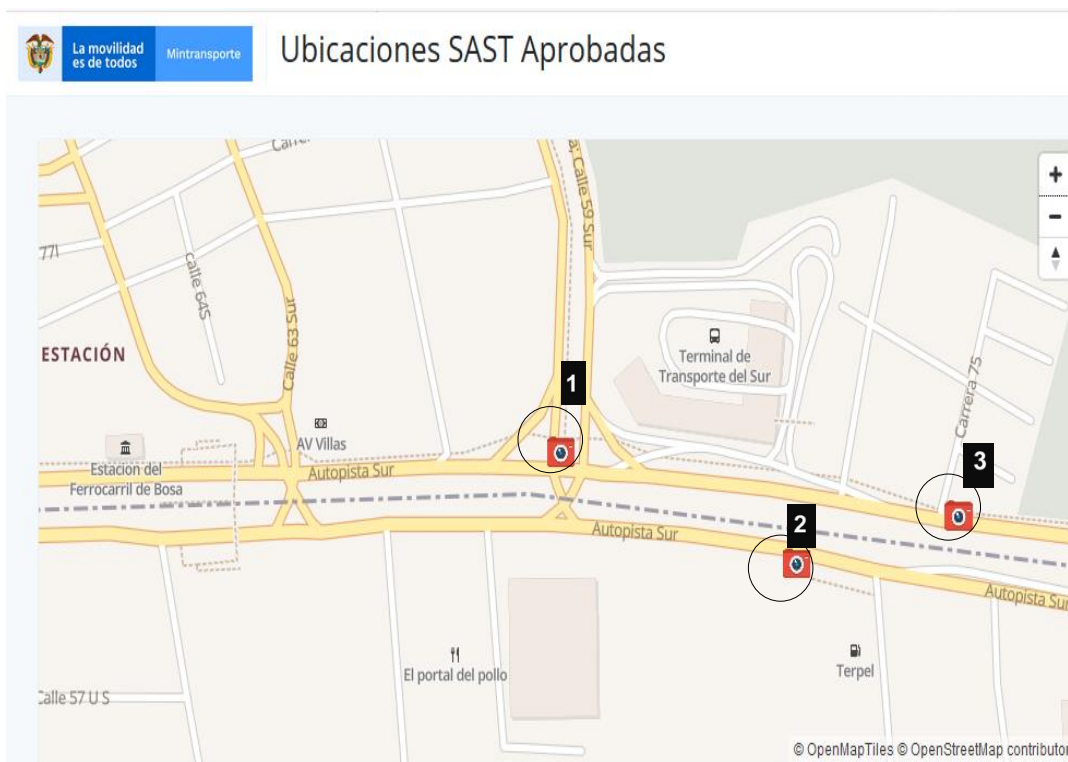 La movilidad
es de todos
Mintransporte
Ubicaciones SAST Aprobadas
a; Calle 59 Sur
77I
calle 64S
Calle 63 Sur
ESTACIÓN
Terminal de
Transporte del Sur
Carrera 75
1
AV Villas
Estacion del
Ferrocarril de Bosa
Autopista Sur
3
2
Autopista Sur
Autopista Sur
El portal del pollo
Terpel
Calle 57 U S
+
−
© OpenMapTiles © OpenStreetMap contributor